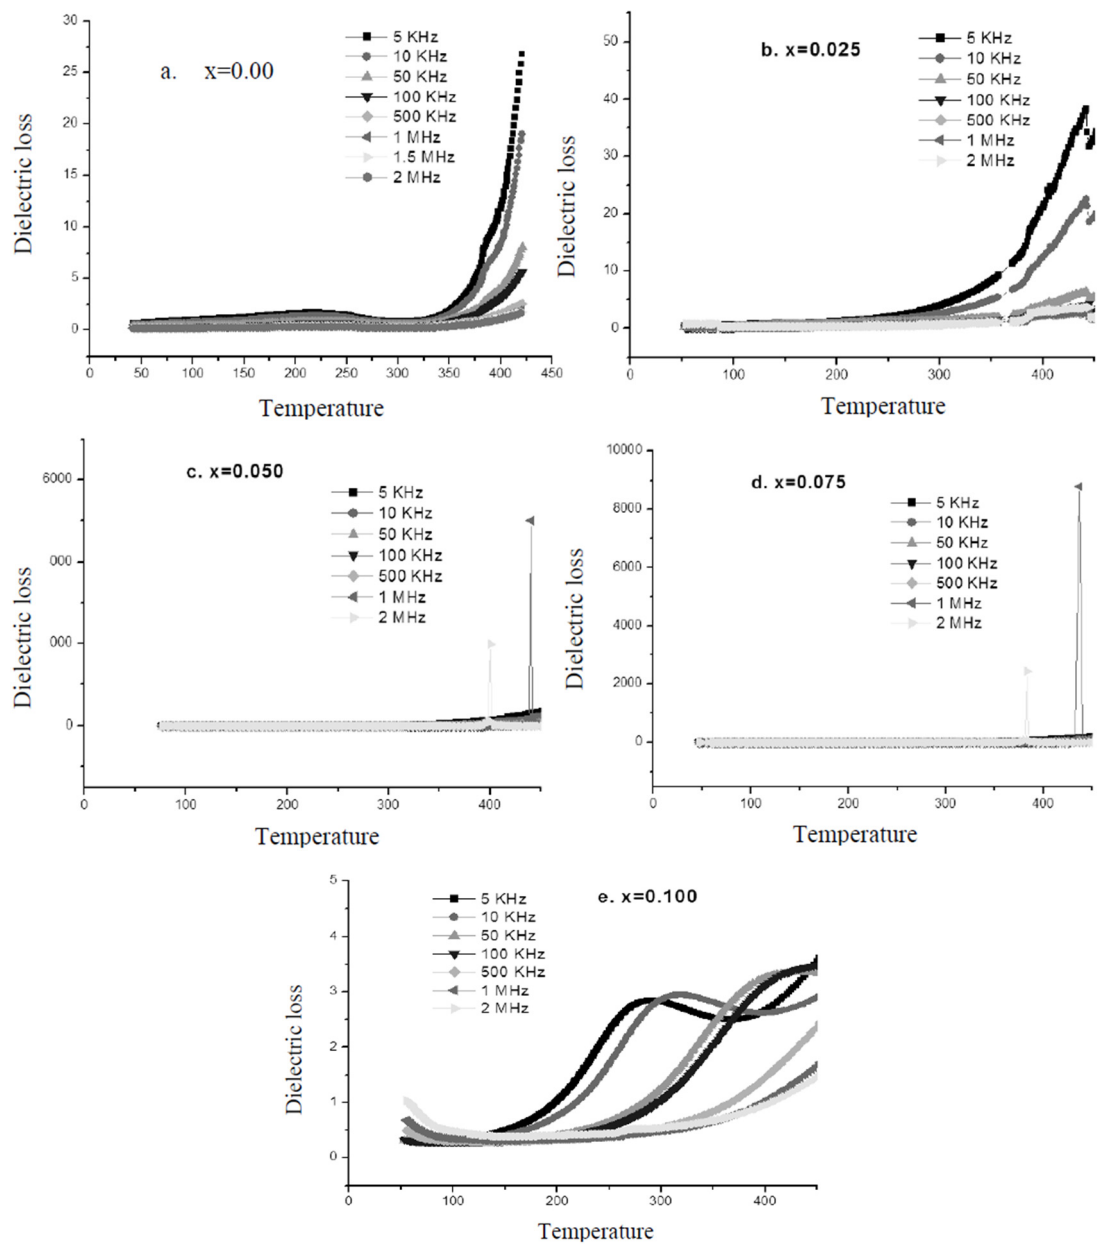 a. x=0.00
5 KHz
10 KHz
50 KHz
100 KHz
500 KHz
1 MHz
1.5 MHz
2 MHz
Dielectric loss
30
25
20
15
10
5
0
0 50 100 150 200 250 300 350 400 450
Temperature
b. x=0.025
5 KHz
10 KHz
50 KHz
100 KHz
500 KHz
1 MHz
2 MHz
Dielectric loss
50
40
30
20
10
0
0 100 200 300 400
Temperature
c. x=0.050
5 KHz
10 KHz
50 KHz
100 KHz
500 KHz
1 MHz
2 MHz
Dielectric loss
6000
000
000
0
0 100 200 300 400
Temperature
d. x=0.075
5 KHz
10 KHz
50 KHz
100 KHz
500 KHz
1 MHz
2 MHz
Dielectric loss
10000
8000
6000
4000
2000
0
0 100 200 300 400
Temperature
e. x=0.100
5 KHz
10 KHz
50 KHz
100 KHz
500 KHz
1 MHz
2 MHz
Dielectric loss
5
4
3
2
1
0
0 100 200 300 400
Temperature